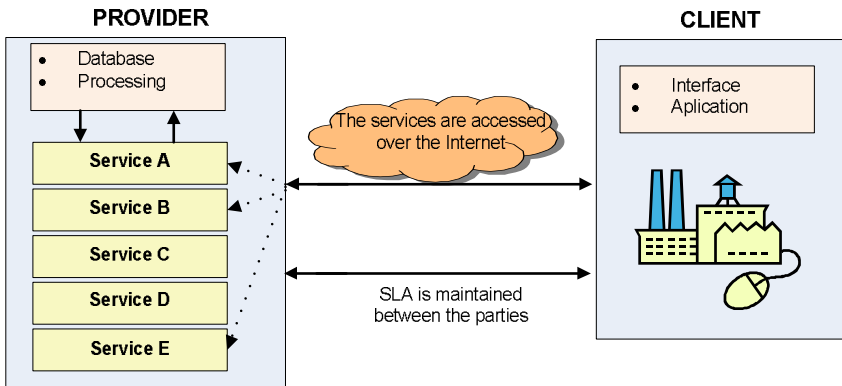 PROVIDER
• Database
• Processing
Service A
Service B
Service C
Service D
Service E
The services are accessed
over the Internet
SLA is maintained
between the parties
CLIENT
• Interface
• Aplication